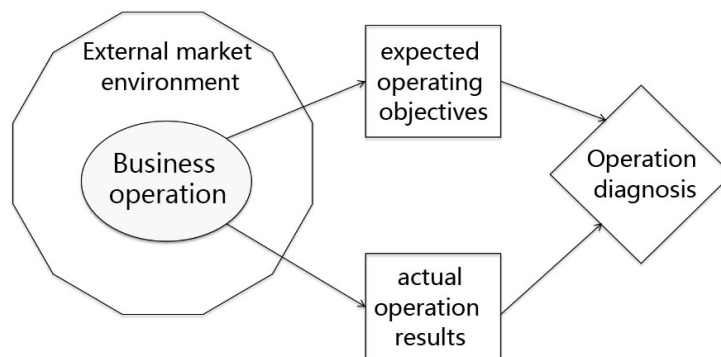 External market
environment
Business
operation
expected
operating
objectives
actual
operation
results
Operation
diagnosis